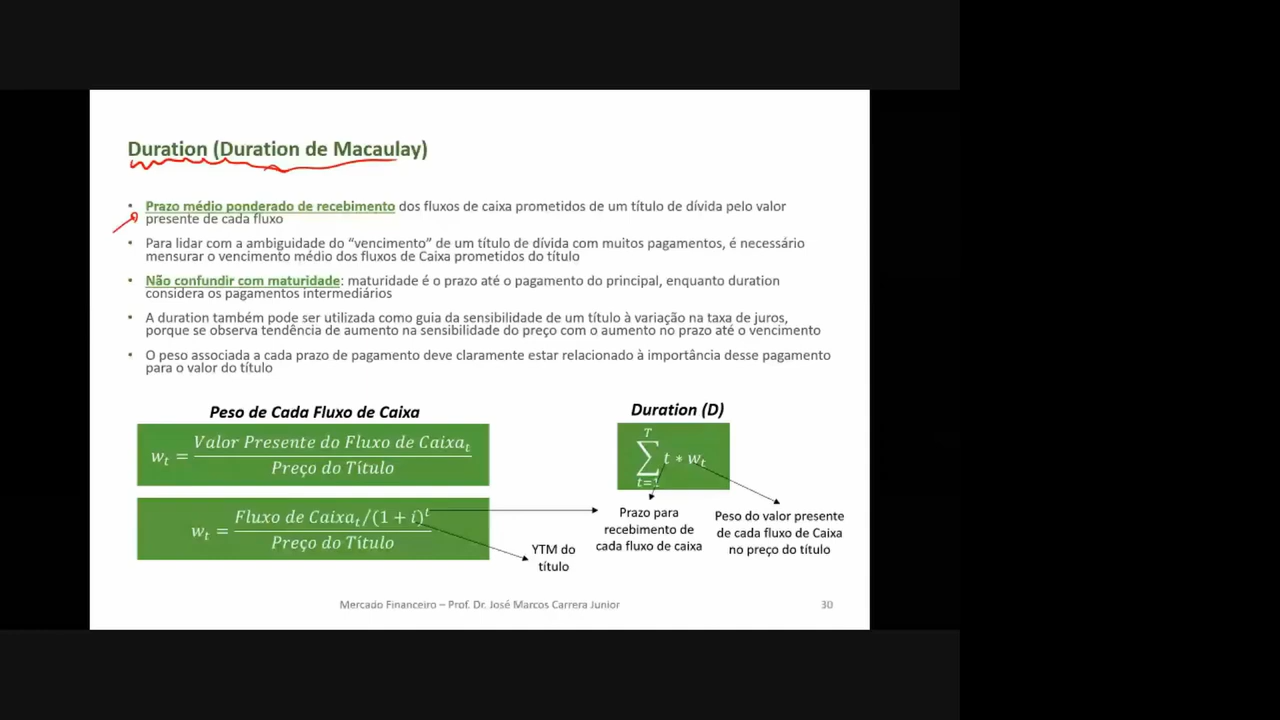 Duration (Duration de Macaulay)
• Prazo médio ponderado de recebimento dos fluxos de caixa prometidos de um título de dívida pelo valor
presente de cada fluxo
• Para lidar com a ambiguidade do “vencimento” de um título de dívida com muitos pagamentos, é necessário
mensurar o vencimento médio dos fluxos de Caixa prometidos do título
• Não confundir com maturidade: maturidade é o prazo até o pagamento do principal, enquanto duration
considera os pagamentos intermediários
• A duration também pode ser utilizada como guia da sensibilidade de um título à variação na taxa de juros,
porque se observa tendência de aumento na sensibilidade do preço com o aumento no prazo até o vencimento
• O peso associada a cada prazo de pagamento deve claramente estar relacionado à importância desse pagamento
para o valor do título
Peso de Cada Fluxo de Caixa
w_t = Valor Presente do Fluxo de Caixa_t / Preço do Título
w_t = Fluxo de Caixa_t/(1 + i)^t / Preço do Título
YTM do
título
Duration (D)
∑_{t=1}^{T} t * w_t
Prazo para
recebimento de
cada fluxo de caixa
Peso do valor presente
de cada fluxo de Caixa
no preço do título
Mercado Financeiro – Prof. Dr. José Marcos Carrera Junior
30